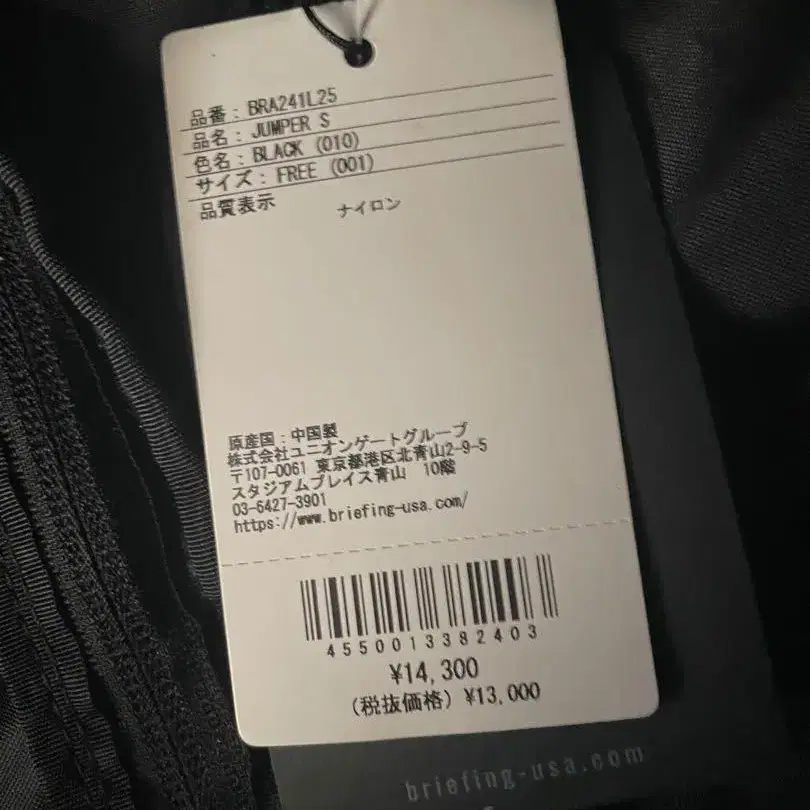 品番：BRA241L25
品名：JUMPER S
色名：BLACK (010)
サイズ：FREE (001)
品質表示 ナイロン
原産国：中国製
株式会社ユニオンゲートグループ
〒107-0061 東京都港区北青山2-9-5
スタジアムプレイス青山 10階
03-6427-3901
https://www.briefing-usa.com/
4550013382403
¥14,300
(税抜価格) ¥13,000
briefing-usa.com